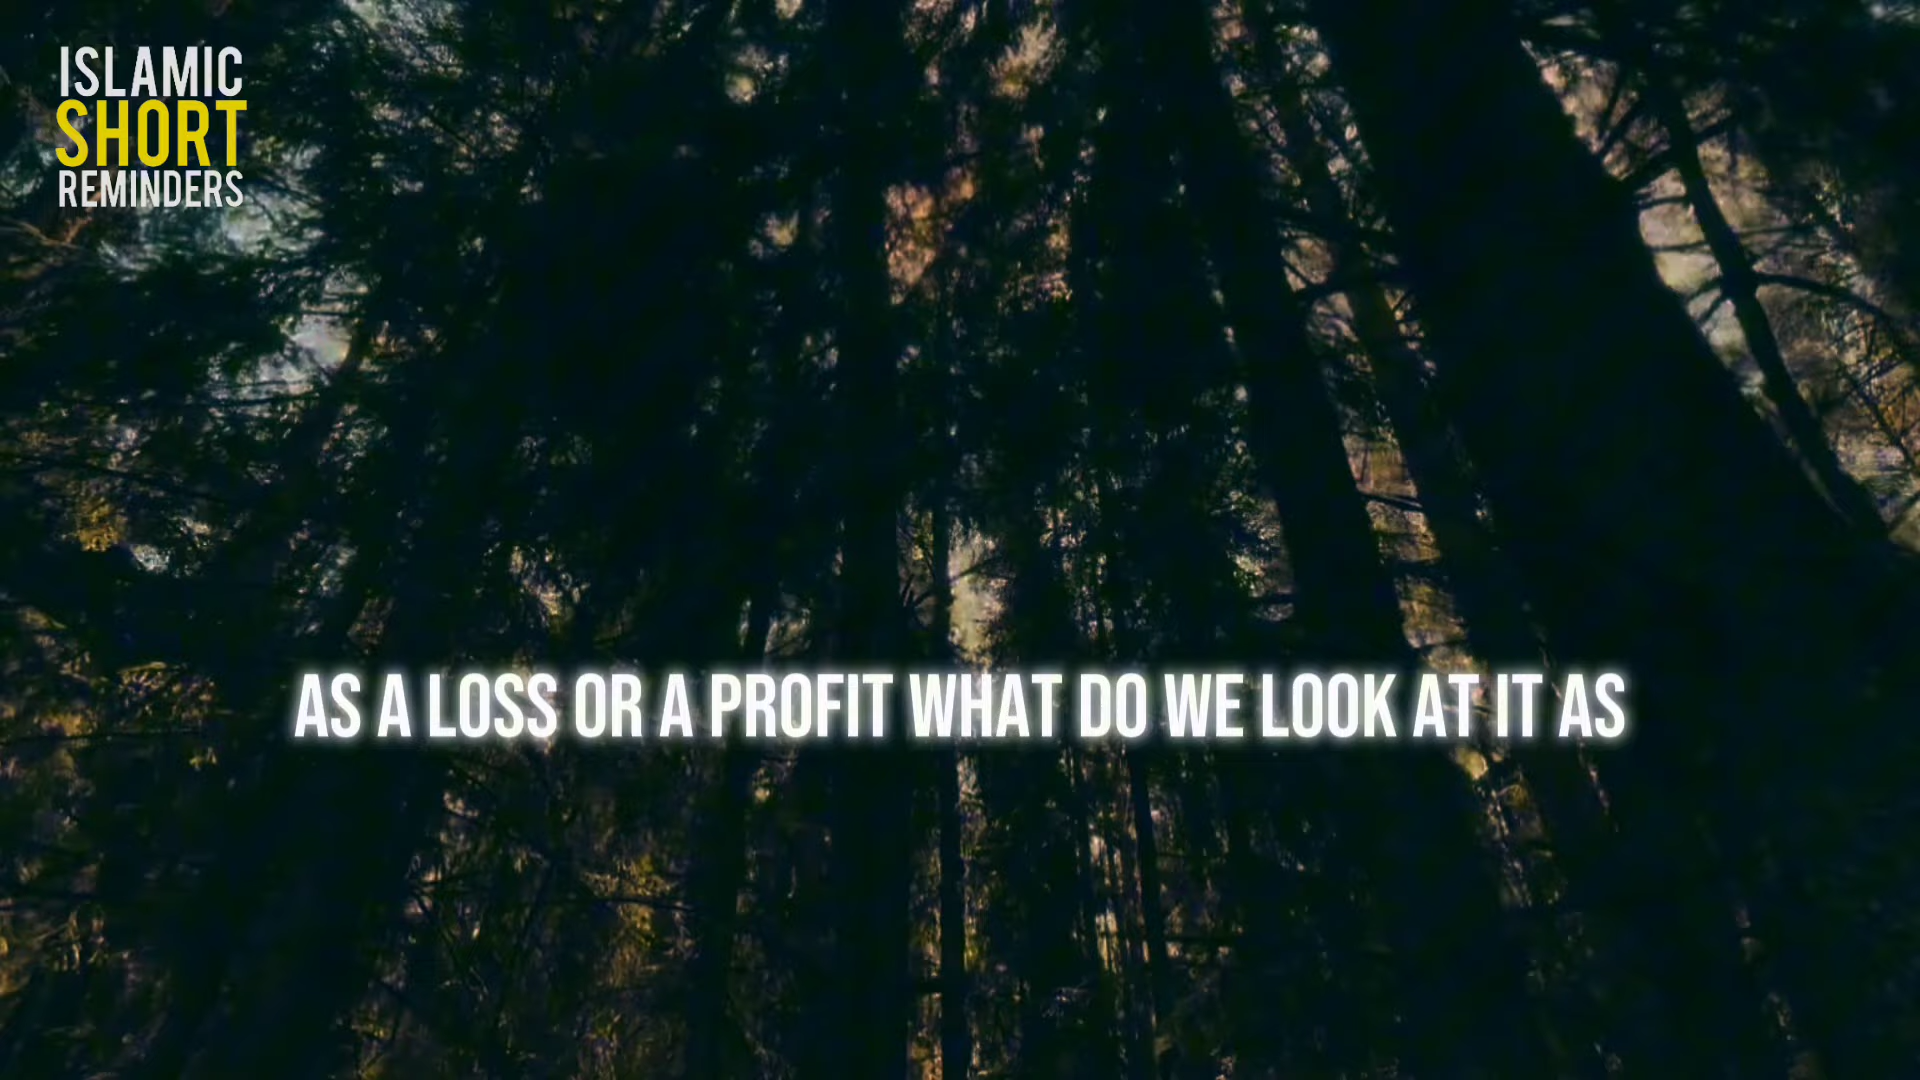 ISLAMIC
SHORT
REMINDERS
AS A LOSS OR A PROFIT WHAT DO WE LOOK AT IT AS